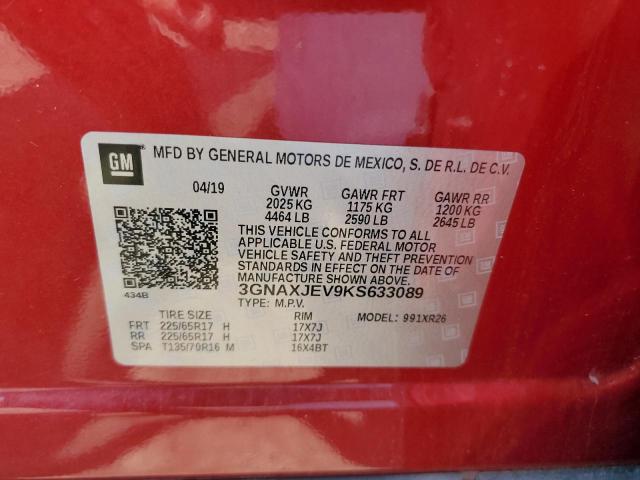 GM
MFD BY GENERAL MOTORS DE MEXICO, S. DE R.L. DE C.V.
04/19 GVWR GAWR FRT GAWR RR
2025 KG 1175 KG 1200 KG
4464 LB 2590 LB 2645 LB
THIS VEHICLE CONFORMS TO ALL
APPLICABLE U.S. FEDERAL MOTOR
VEHICLE SAFETY AND THEFT PREVENTION
STANDARDS IN EFFECT ON THE DATE OF
MANUFACTURE SHOWN ABOVE.
434B 3GNAXJEV9KS633089
TYPE: M.P.V.
TIRE SIZE RIM MODEL: 991XR26
FRT 225/65R17 H 17X7J
RR 225/65R17 H 17X7J
SPA T135/70R16 M 16X4BT